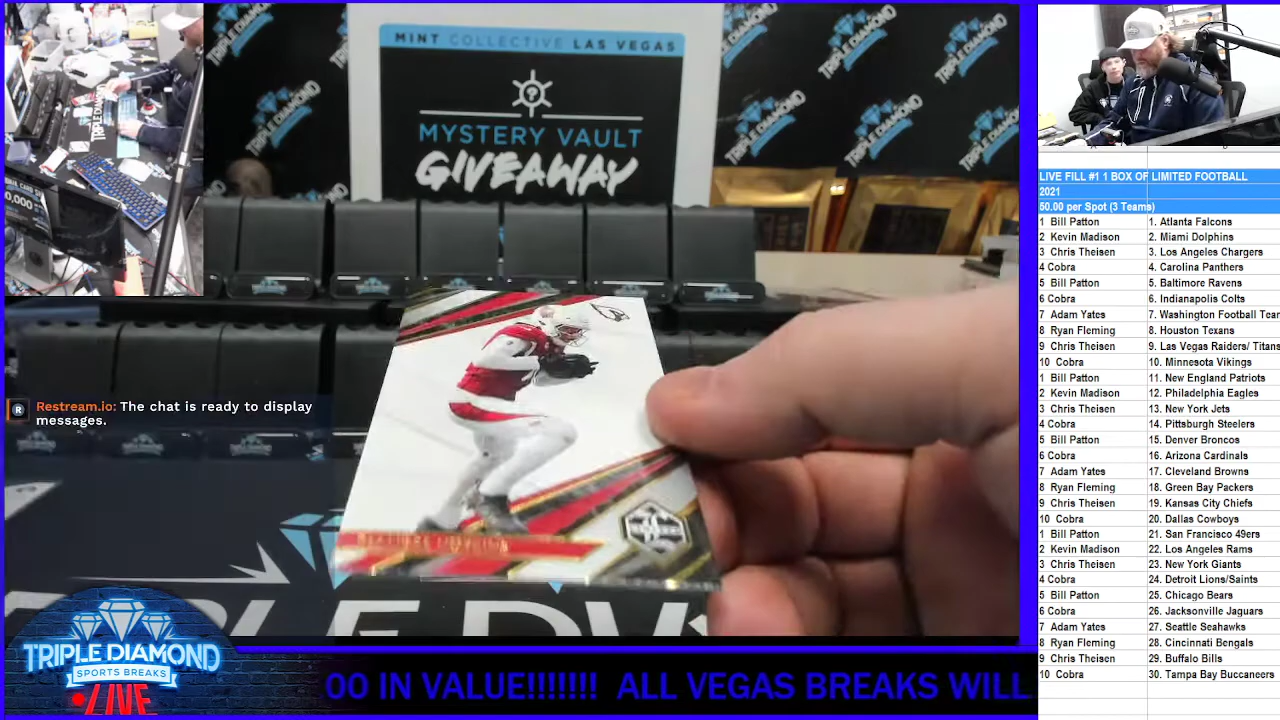 MINT COLLECTIVE LAS VEGAS
?
MYSTERY VAULT
GIVEAWAY
TRIPLE DIAMOND
Restream.io: The chat is ready to display
messages.
TRIPLE DIAMOND
SPORTS BREAKS
LIVE
00 IN VALUE!!!!!!! ALL VEGAS BREAKS
LIVE FILL #1 1 BOX OF LIMITED FOOTBALL
2021
50.00 per Spot (3 Teams)
1 Bill Patton 1. Atlanta Falcons
2 Kevin Madison 2. Miami Dolphins
3 Chris Theisen 3. Los Angeles Chargers
4 Cobra 4. Carolina Panthers
5 Bill Patton 5. Baltimore Ravens
6 Cobra 6. Indianapolis Colts
7 Adam Yates 7. Washington Football Tear
8 Ryan Fleming 8. Houston Texans
9 Chris Theisen 9. Las Vegas Raiders/ Titans
10 Cobra 10. Minnesota Vikings
1 Bill Patton 11. New England Patriots
2 Kevin Madison 12. Philadelphia Eagles
3 Chris Theisen 13. New York Jets
4 Cobra 14. Pittsburgh Steelers
5 Bill Patton 15. Denver Broncos
6 Cobra 16. Arizona Cardinals
7 Adam Yates 17. Cleveland Browns
8 Ryan Fleming 18. Green Bay Packers
9 Chris Theisen 19. Kansas City Chiefs
10 Cobra 20. Dallas Cowboys
1 Bill Patton 21. San Francisco 49ers
2 Kevin Madison 22. Los Angeles Rams
3 Chris Theisen 23. New York Giants
4 Cobra 24. Detroit Lions/Saints
5 Bill Patton 25. Chicago Bears
6 Cobra 26. Jacksonville Jaguars
7 Adam Yates 27. Seattle Seahawks
8 Ryan Fleming 28. Cincinnati Bengals
9 Chris Theisen 29. Buffalo Bills
10 Cobra 30. Tampa Bay Buccaneers